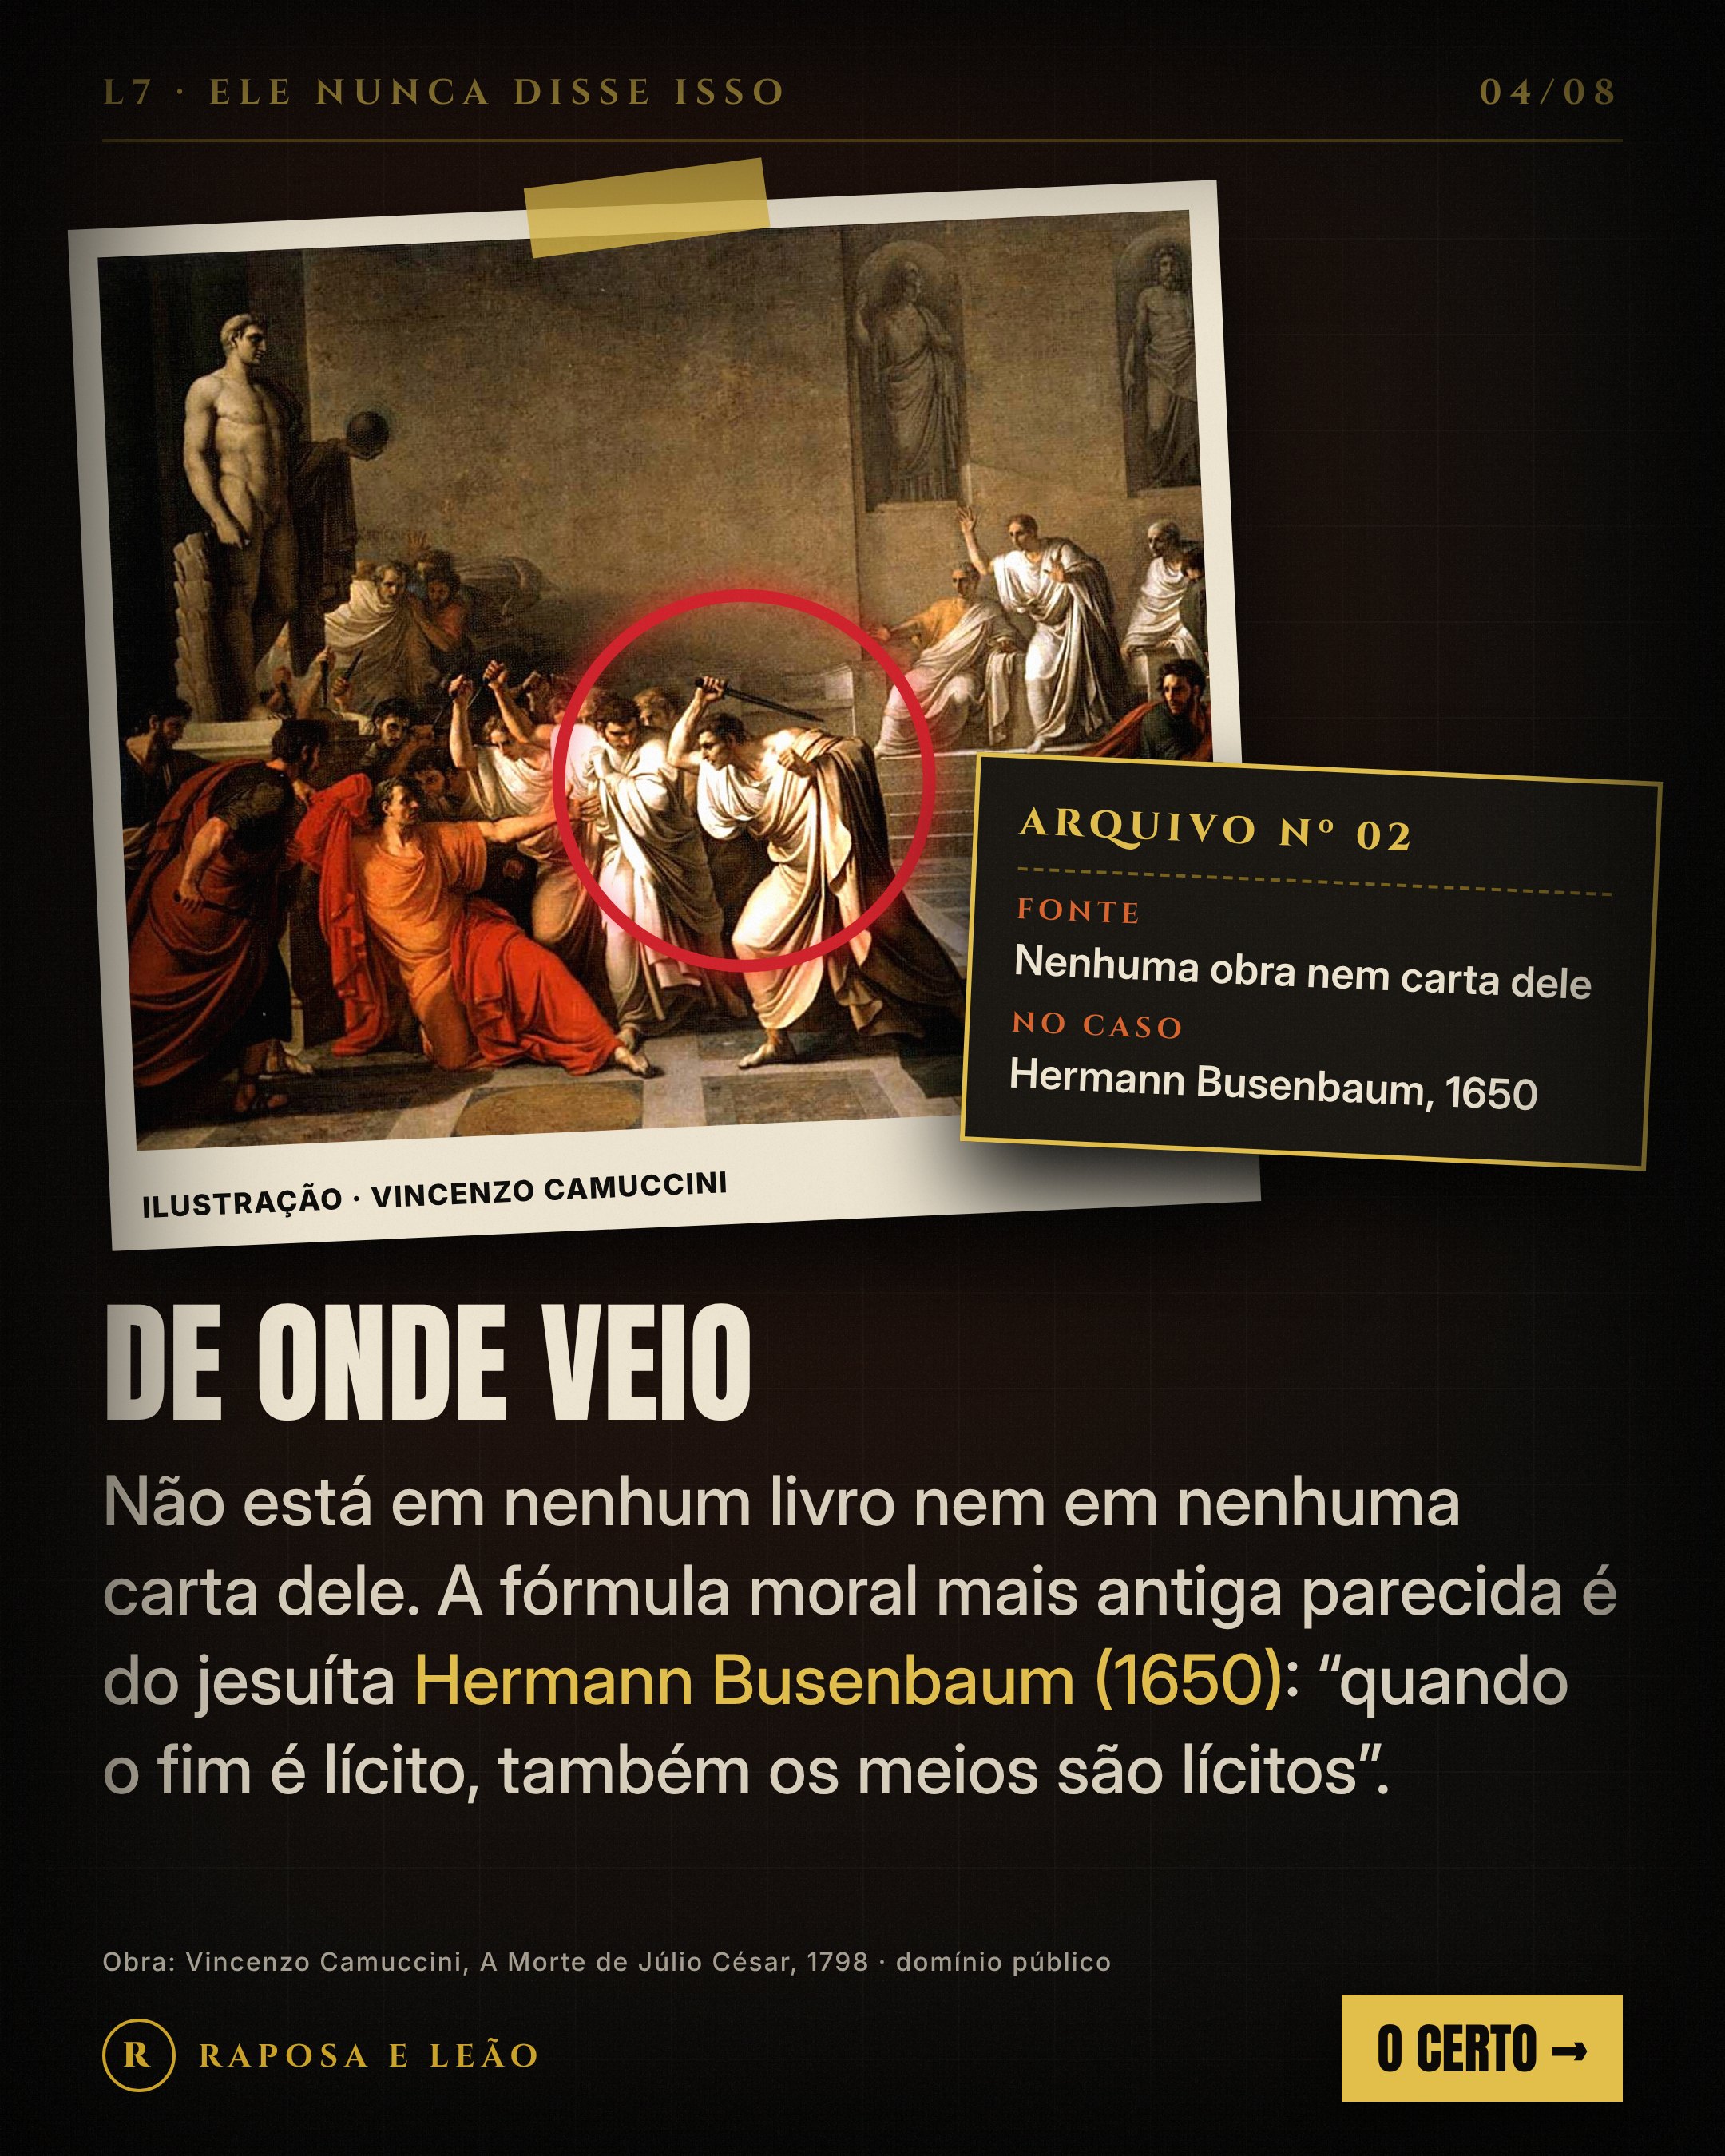 L7 · ELE NUNCA DISSE ISSO
04/08
ARQUIVO Nº 02
FONTE
Nenhuma obra nem carta dele
NO CASO
Hermann Busenbaum, 1650
ILUSTRAÇÃO · VINCENZO CAMUCCINI
DE ONDE VEIO
Não está em nenhum livro nem em nenhuma
carta dele. A fórmula moral mais antiga parecida é
do jesuíta Hermann Busenbaum (1650): “quando
o fim é lícito, também os meios são lícitos”.
Obra: Vincenzo Camuccini, A Morte de Júlio César, 1798 · domínio público
R RAPOSA E LEÃO
O CERTO →